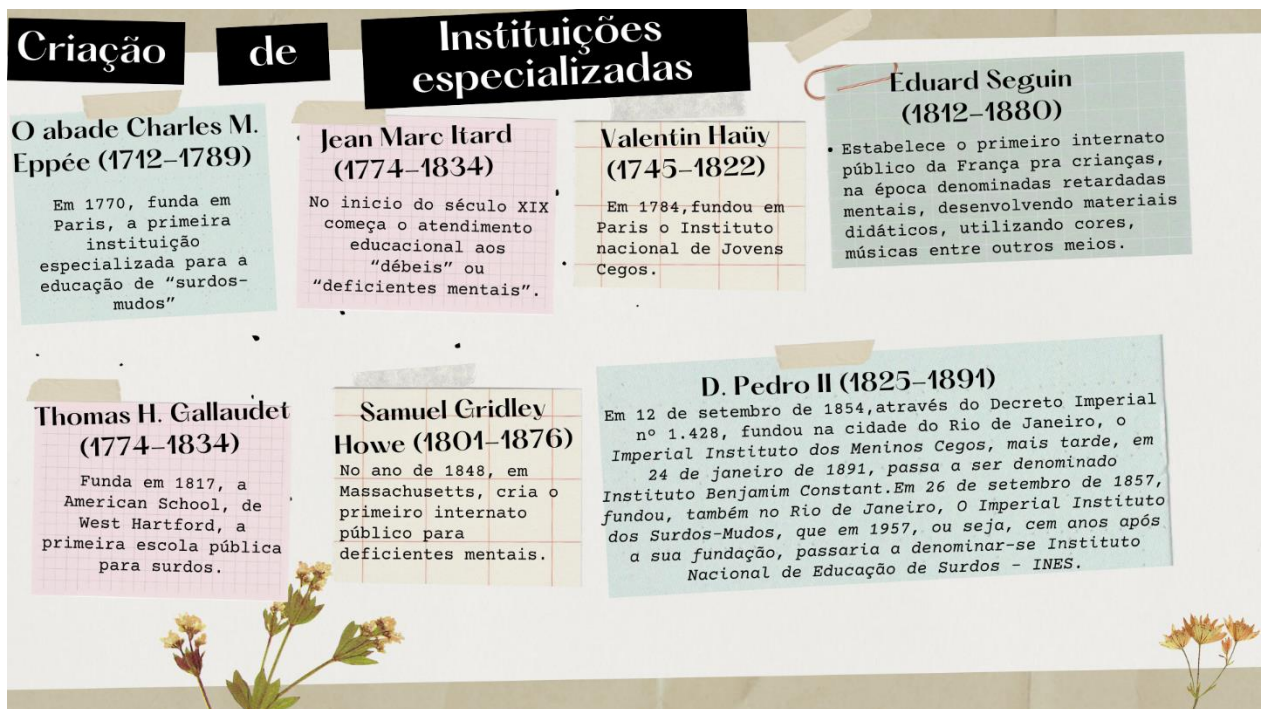 Criação de Instituições
especializadas
O abade Charles M.
Eppée (1712–1789)
Em 1770, funda em
Paris, a primeira
instituição
especializada para a
educação de “surdos-
mudos”
Jean Marc Itard
(1774–1834)
No inicio do século XIX
começa o atendimento
educacional aos
“débeis” ou
“deficientes mentais”.
Valentin Haüy
(1745–1822)
Em 1784,fundou em
Paris o Instituto
nacional de Jovens
Cegos.
Eduard Seguin
(1812–1880)
• Estabelece o primeiro internato
público da França pra crianças,
na época denominadas retardadas
mentais, desenvolvendo materiais
didáticos, utilizando cores,
músicas entre outros meios.
Thomas H. Gallaudet
(1774–1834)
Funda em 1817, a
American School, de
West Hartford, a
primeira escola pública
para surdos.
Samuel Gridley
Howe (1801–1876)
No ano de 1848, em
Massachusetts, cria o
primeiro internato
público para
deficientes mentais.
D. Pedro II (1825–1891)
Em 12 de setembro de 1854,através do Decreto Imperial
nº 1.428, fundou na cidade do Rio de Janeiro, o
Imperial Instituto dos Meninos Cegos, mais tarde, em
24 de janeiro de 1891, passa a ser denominado
Instituto Benjamim Constant.Em 26 de setembro de 1857,
fundou, também no Rio de Janeiro, O Imperial Instituto
dos Surdos-Mudos, que em 1957, ou seja, cem anos após
a sua fundação, passaria a denominar-se Instituto
Nacional de Educação de Surdos – INES.